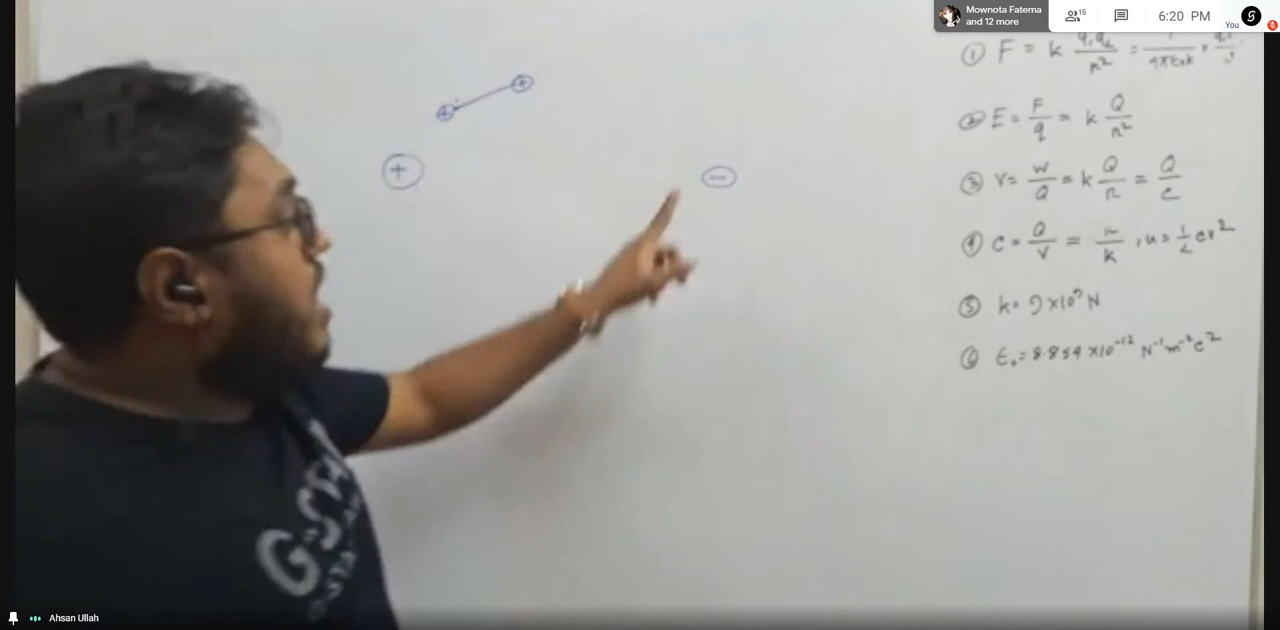 Mownota Fatema
and 12 more
15
6:20 PM
You
① F = k q₁q₂/r² = 1/4πε₀k ×
② E = F/q = k Q/r²
③ V = W/Q = k Q/r = Q/C
④ C = Q/V = r/k , u = 1/2 cv²
⑤ k = 9×10⁹ N
⑥ ε₀ = 8.854 ×10⁻¹² N⁻¹m⁻²c²
+
−
G-S
Ahsan Ullah